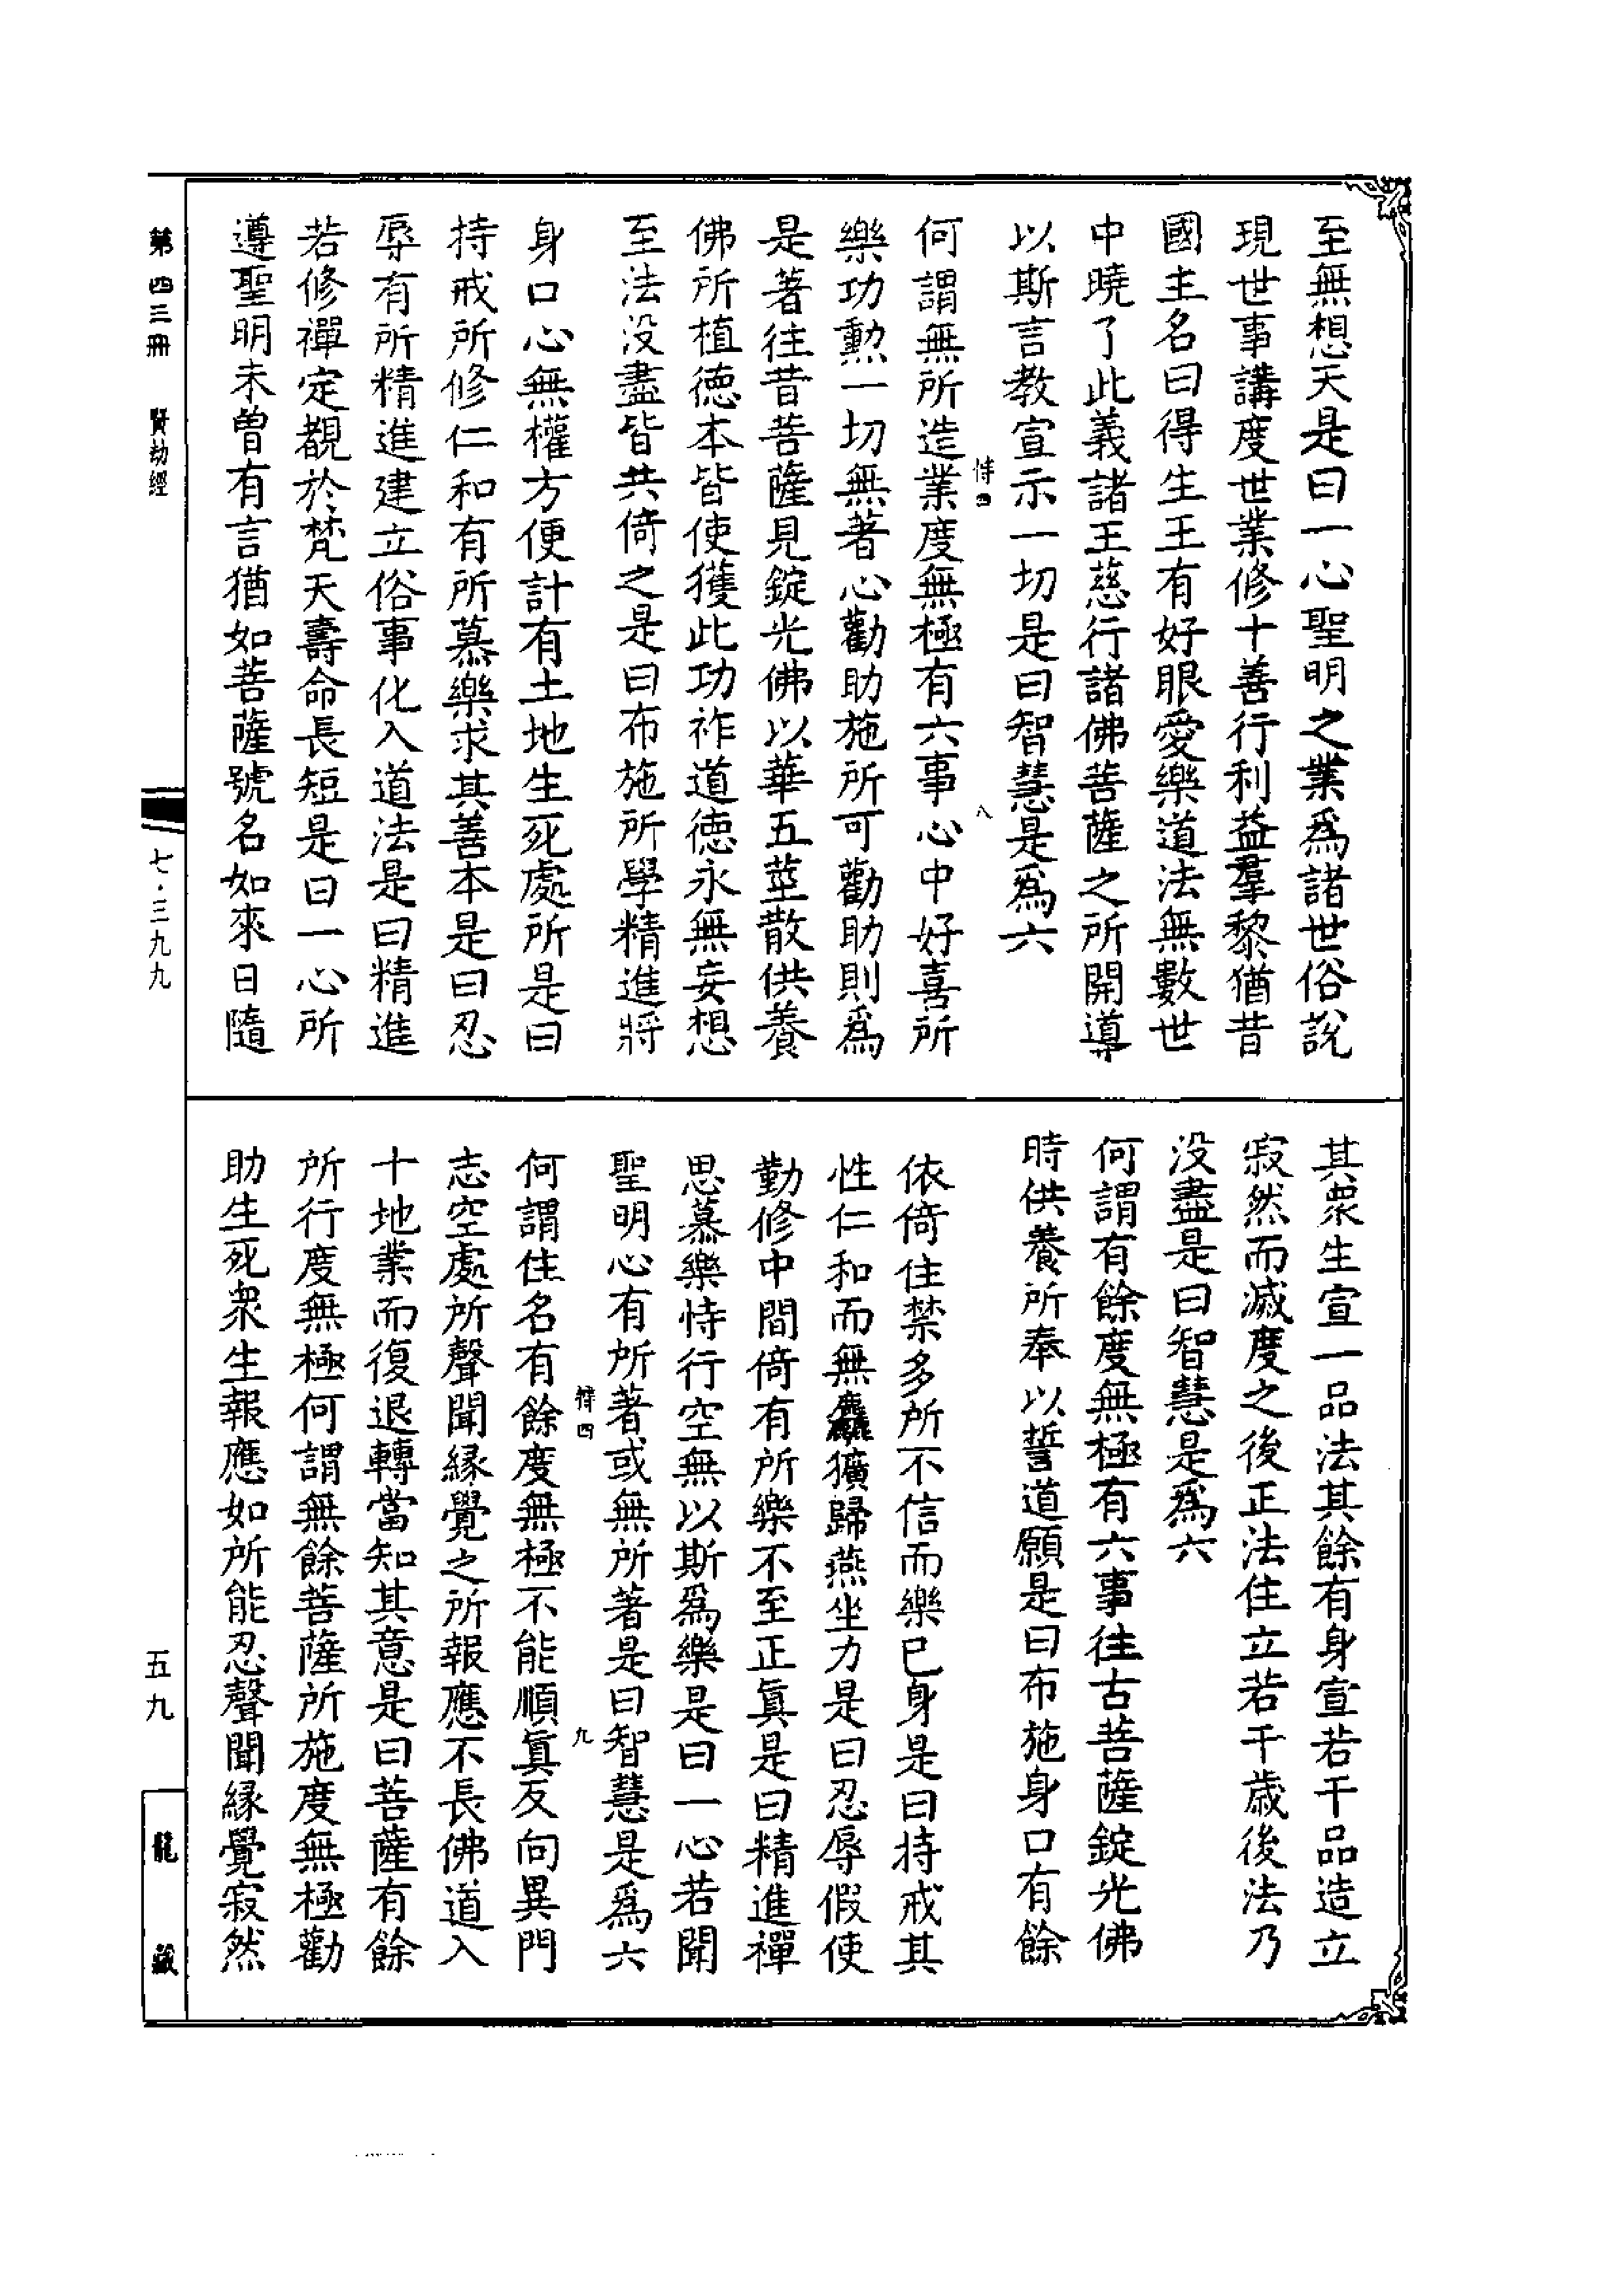 至無想天是曰一心聖明之業爲諸世俗說
現世事講度世業修十善行利益羣黎猶昔
國主名曰得生王有好眼愛樂道法無數世
中曉了此義諸王慈行諸佛菩薩之所開導
以斯言教宣示一切是曰智慧是爲六
恃四
八
何謂無所造業度無極有六事心中好喜所
樂功勳一切無著心勸助施所可勸助則爲
是著往昔菩薩見錠光佛以華五莖散供養
佛所植德本皆使獲此功祚道德永無妄想
至法没盡皆共倚之是曰布施所學精進將
身口心無權方便計有土地生死處所是曰
持戒所修仁和有所慕樂求其善本是曰忍
辱有所精進建立俗事化入道法是曰精進
若修禪定覩於梵天壽命長短是曰一心所
遵聖明未曾有言猶如菩薩號名如來日隨
其衆生宣一品法其餘有身宣若干品造立
寂然而滅度之後正法住立若干歲後法乃
没盡是曰智慧是爲六
何謂有餘度無極有六事往古菩薩錠光佛
時供養所奉以誓道願是曰布施身口有餘
依倚住禁多所不信而樂已身是曰持戒其
性仁和而無麤獷歸燕坐力是曰忍辱假使
勤修中間倚有所樂不至正眞是曰精進禪
思慕樂恃行空無以斯爲樂是曰一心若聞
聖明心有所著或無所著是曰智慧是爲六
恃四
九
何謂住名有餘度無極不能順眞反向異門
志空處所聲聞緣覺之所報應不長佛道入
十地業而復退轉當知其意是曰菩薩有餘
所行度無極何謂無餘菩薩所施度無極勸
助生死衆生報應如所能忍聲聞緣覺寂然
第四三冊　賢劫經
七·三九九
五九
龍藏